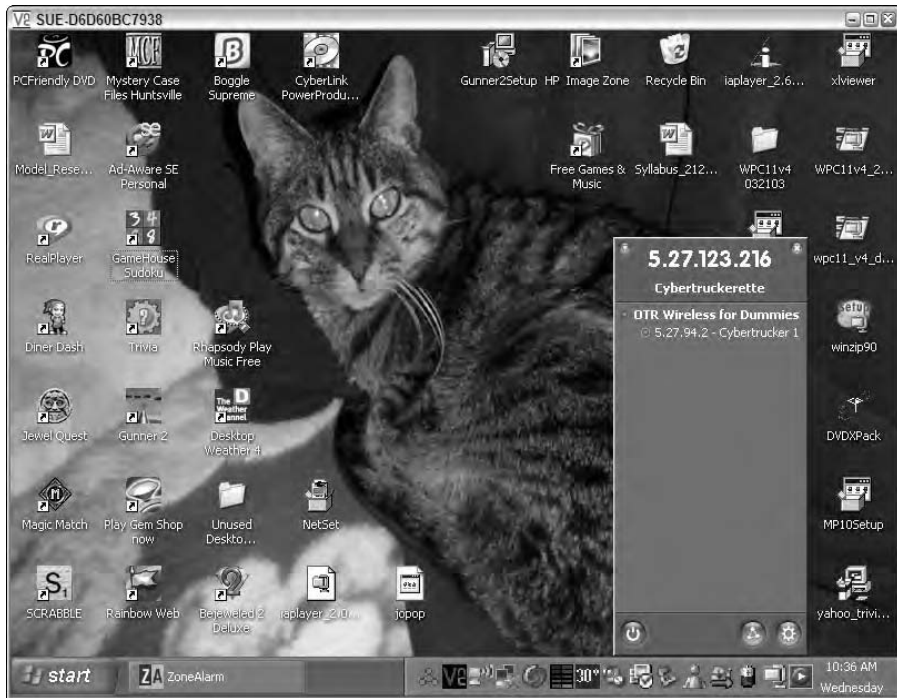 VE SUE-D6D60BC7938
PCFriendly DVD
Mystery Case
Files Huntsville
Boggle
Supreme
CyberLink
PowerProdu...
Gunner2Setup
HP Image Zone
Recycle Bin
iaplayer_2.6...
xlviewer
Model_Rese...
Ad-Aware SE
Personal
Free Games &
Music
Syllabus_212...
WPC11v4
032103
WPC11v4_2...
RealPlayer
GameHouse
Sudoku
wpc11_v4_d...
5.27.123.216
Cybertruckerette
OTR Wireless for Dummies
5.27.94.2 - Cybertrucker 1
Diner Dash
Trivia
Rhapsody Play
Music Free
winzip90
Jewel Quest
Gunner 2
Desktop
Weather 4
DVDXPack
Magic Match
Play Gem Shop
now
Unused
Deskto...
NetSet
MP10Setup
SCRABBLE
Rainbow Web
Bejeweled 2
Deluxe
iaplayer_2.0...
jopop
yahoo_trivi...
start
ZA ZoneAlarm
VE
30°
10:36 AM
Wednesday